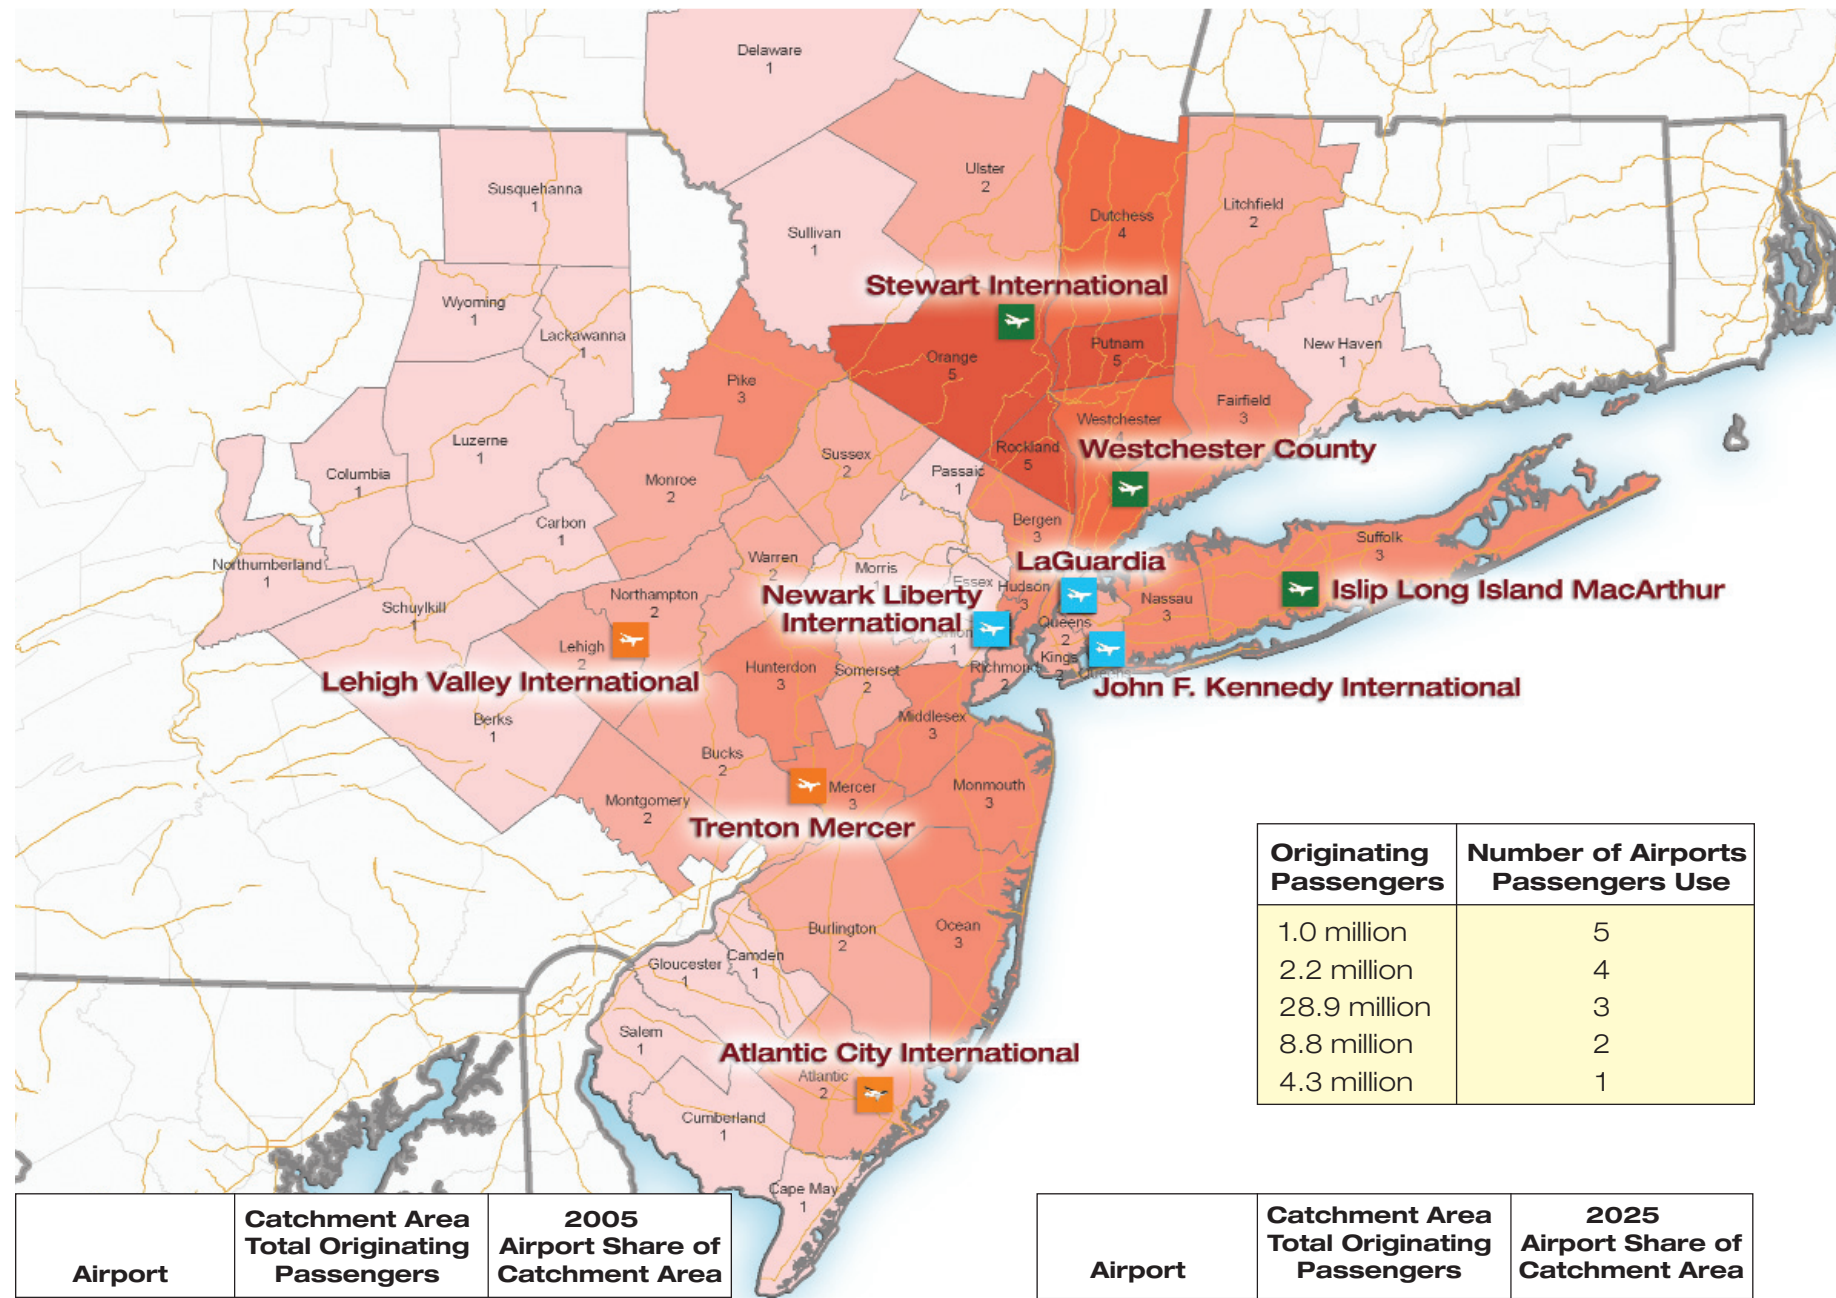 Delaware
1
Susquehanna
1
Ulster
2
Dutchess
4
Litchfield
2
Sullivan
1
Stewart International
Wyoming
1
Lackawanna
1
Orange
5
Putnam
5
New Haven
1
Pike
3
Westchester
4
Fairfield
3
Luzerne
1
Sussex
2
Rockland
5
Westchester County
Columbia
1
Monroe
2
Passaic
1
Carbon
1
Bergen
3
Suffolk
3
Northumberland
1
Warren
2
Morris
1
LaGuardia
Essex
Hudson
3
Islip Long Island MacArthur
Nassau
3
Schuylkill
1
Northampton
2
Newark Liberty
International
Queens
2
Union
1
Lehigh
2
Lehigh Valley International
Hunterdon
3
Somerset
2
Richmond
2
Kings
2
Queens
John F. Kennedy International
Berks
1
Middlesex
3
Bucks
2
Mercer
3
Monmouth
3
Montgomery
2
Trenton Mercer
Burlington
2
Ocean
3
Camden
1
Gloucester
1
Salem
1
Atlantic City International
Atlantic
2
Cumberland
1
Cape May
1
Originating
Passengers
Number of Airports
Passengers Use
1.0 million 5
2.2 million 4
28.9 million 3
8.8 million 2
4.3 million 1
Airport
Catchment Area
Total Originating
Passengers
2005
Airport Share of
Catchment Area
Airport
Catchment Area
Total Originating
Passengers
2025
Airport Share of
Catchment Area